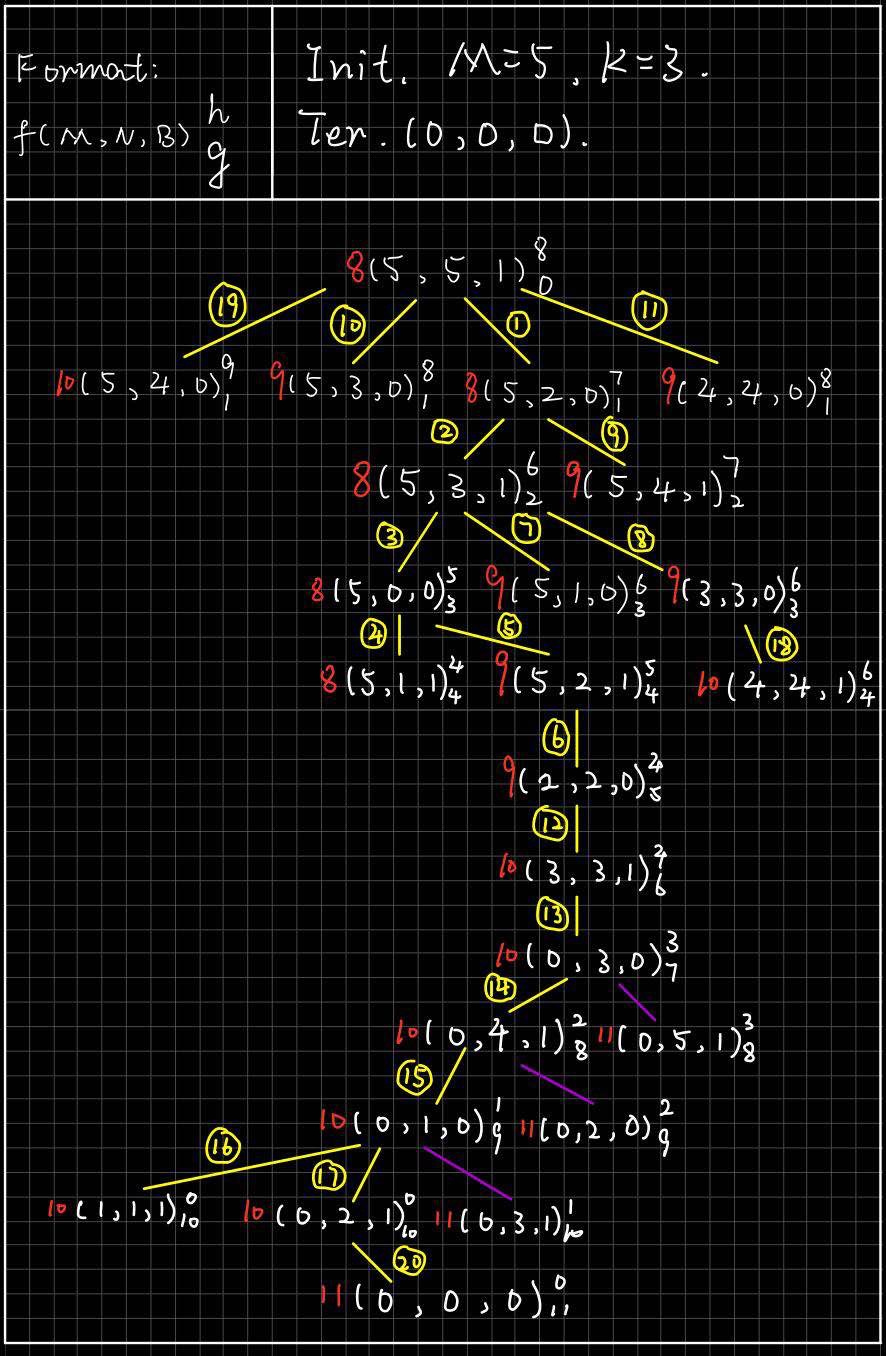 Format:
f(M,N,B) h g
Init. M=5, K=3.
Ter. (0,0,0).
8(5,5,1) 8 0
19 10 1 11
10(5,4,0) 9 1 9(5,3,0) 8 1 8(5,2,0) 7 1 9(4,4,0) 8 1
2 9
8(5,3,1) 6 2 9(5,4,1) 7 2
3 7 8
8(5,0,0) 5 3 9(5,1,0) 6 3 9(3,3,0) 6 3
4 5 18
8(5,1,1) 4 4 9(5,2,1) 5 4 10(4,4,1) 6 4
6
9(2,2,0) 4 5
12
10(3,3,1) 4 6
13
10(0,3,0) 3 7
14
10(0,4,1) 2 8 11(0,5,1) 3 8
15
10(0,1,0) 1 9 11(0,2,0) 2 9
16 17
10(1,1,1) 0 10 10(0,2,1) 0 10 11(0,3,1) 1 10
20
11(0,0,0) 0 11